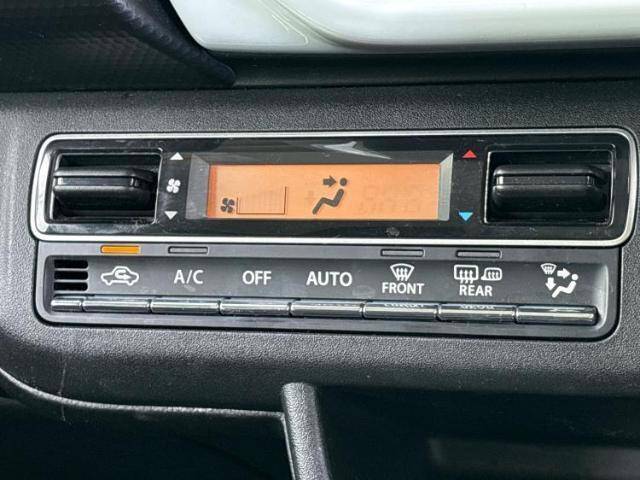 A/C OFF AUTO FRONT REAR